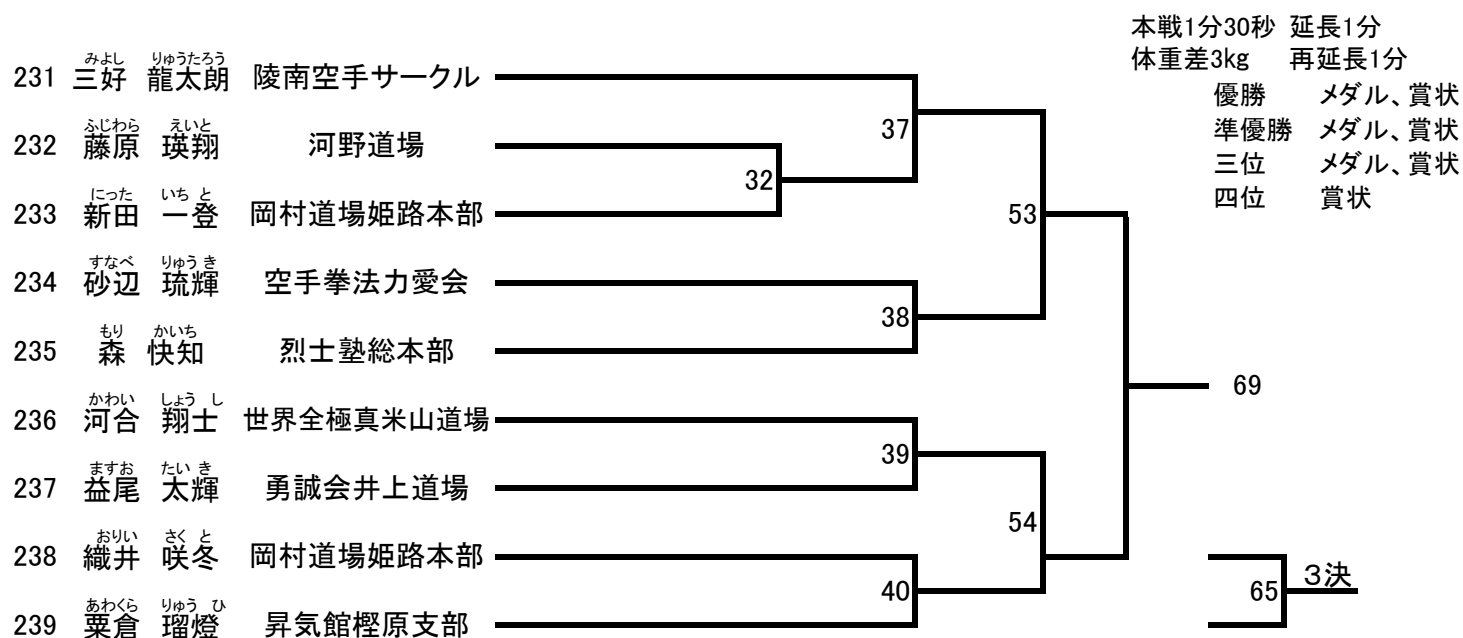 本戦1分30秒 延長1分
体重差3kg 再延長1分
優勝 メダル、賞状
準優勝 メダル、賞状
三位 メダル、賞状
四位 賞状
みよし りゅうたろう
231 三好 龍太朗 陵南空手サークル
ふじわら えいと
232 藤原 瑛翔 河野道場
にった いち と
233 新田 一登 岡村道場姫路本部
すなべ りゅう き
234 砂辺 琉輝 空手拳法力愛会
もり かいち
235 森 快知 烈士塾総本部
かわい しょう し
236 河合 翔士 世界全極真米山道場
ますお たい き
237 益尾 太輝 勇誠会井上道場
おりい さく と
238 織井 咲冬 岡村道場姫路本部
あわくら りゅう ひ
239 粟倉 瑠燈 昇気館樫原支部
32
37
38
39
40
53
54
69
65 3決